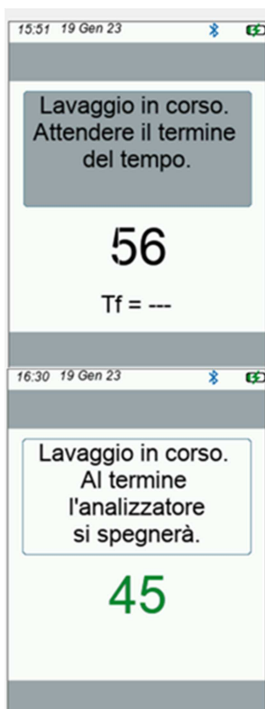 15:51 19 Gen 23
Lavaggio in corso.
Attendere il termine
del tempo.
56
Tf = ---
16:30 19 Gen 23
Lavaggio in corso.
Al termine
l'analizzatore
si spegnerà.
45